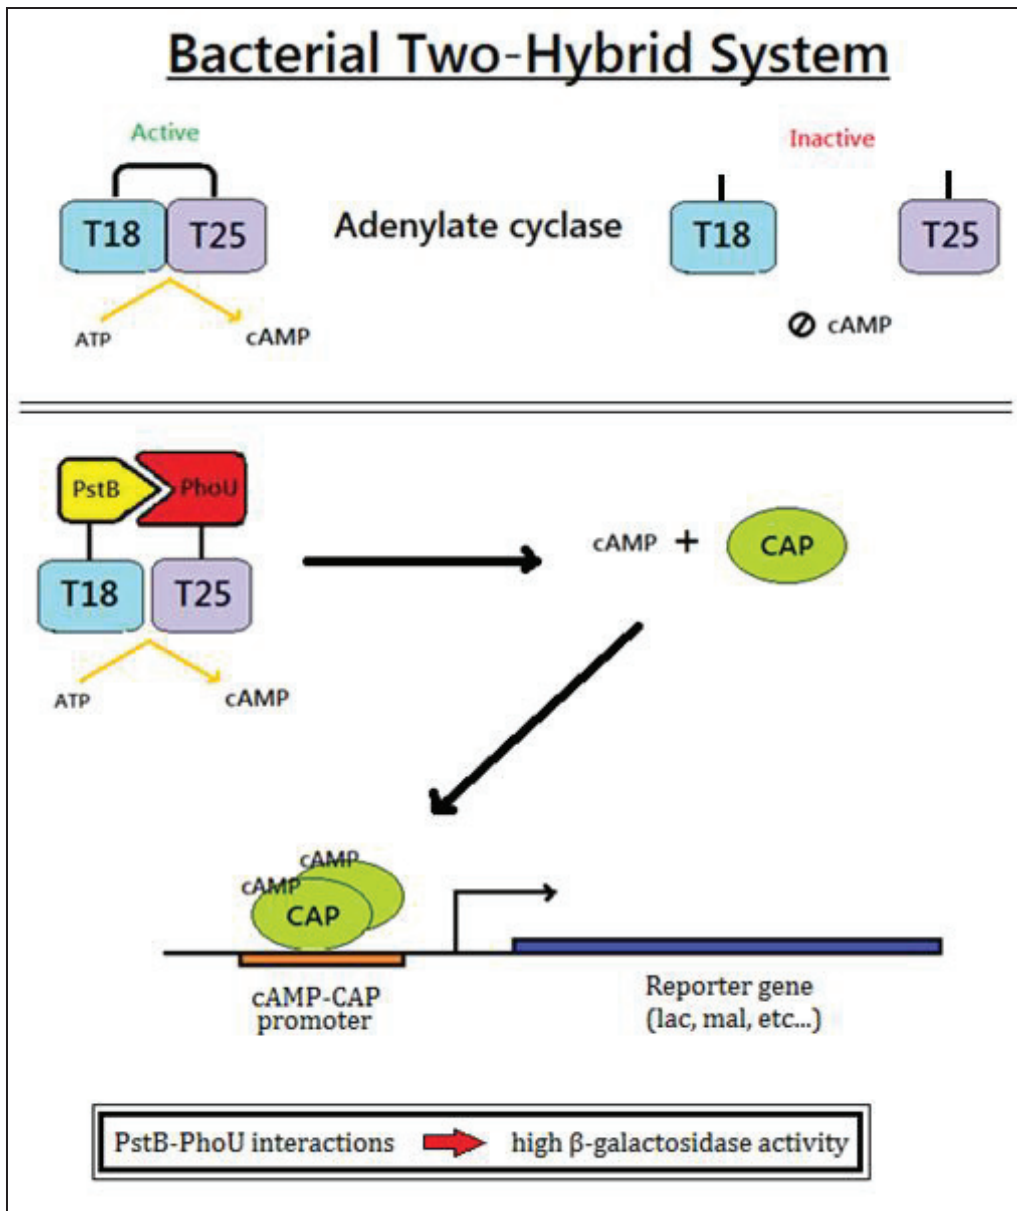 Bacterial Two-Hybrid System
Active
Inactive
T18
T25
Adenylate cyclase
T18
T25
ATP
cAMP
cAMP
PstB
PhoU
cAMP + CAP
T18
T25
ATP
cAMP
cAMP
cAMP
CAP
cAMP-CAP
promoter
Reporter gene
(lac, mal, etc...)
PstB-PhoU interactions
high β-galactosidase activity